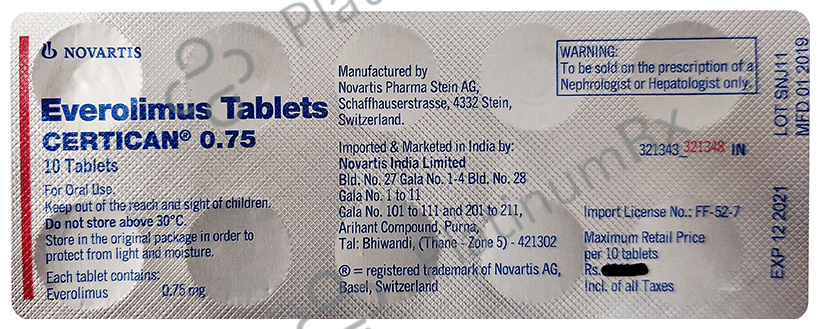 NOVARTIS
Everolimus Tablets
CERTICAN® 0.75
10 Tablets
For Oral Use.
Keep out of the reach and sight of children.
Do not store above 30°C.
Store in the original package in order to
protect from light and moisture.
Each tablet contains:
Everolimus 0.75 mg
Manufactured by
Novartis Pharma Stein AG,
Schaffhauserstrasse, 4332 Stein,
Switzerland.
Imported & Marketed in India by:
Novartis India Limited
Bld. No. 27 Gala No. 1-4 Bld. No. 28
Gala No. 1 to 11
Gala No. 101 to 111 and 201 to 211,
Arihant Compound, Purna,
Tal: Bhiwandi, (Thane - Zone 5) - 421302
® = registered trademark of Novartis AG,
Basel, Switzerland
WARNING:
To be sold on the prescription of a
Nephrologist or Hepatologist only.
321343_321348 IN
Import License No.: FF-52-7
Maximum Retail Price
per 10 tablets
Rs.
Incl. of all Taxes
LOT SNJ11
MFD 01 2019
EXP 12 2021
PlatinumRx